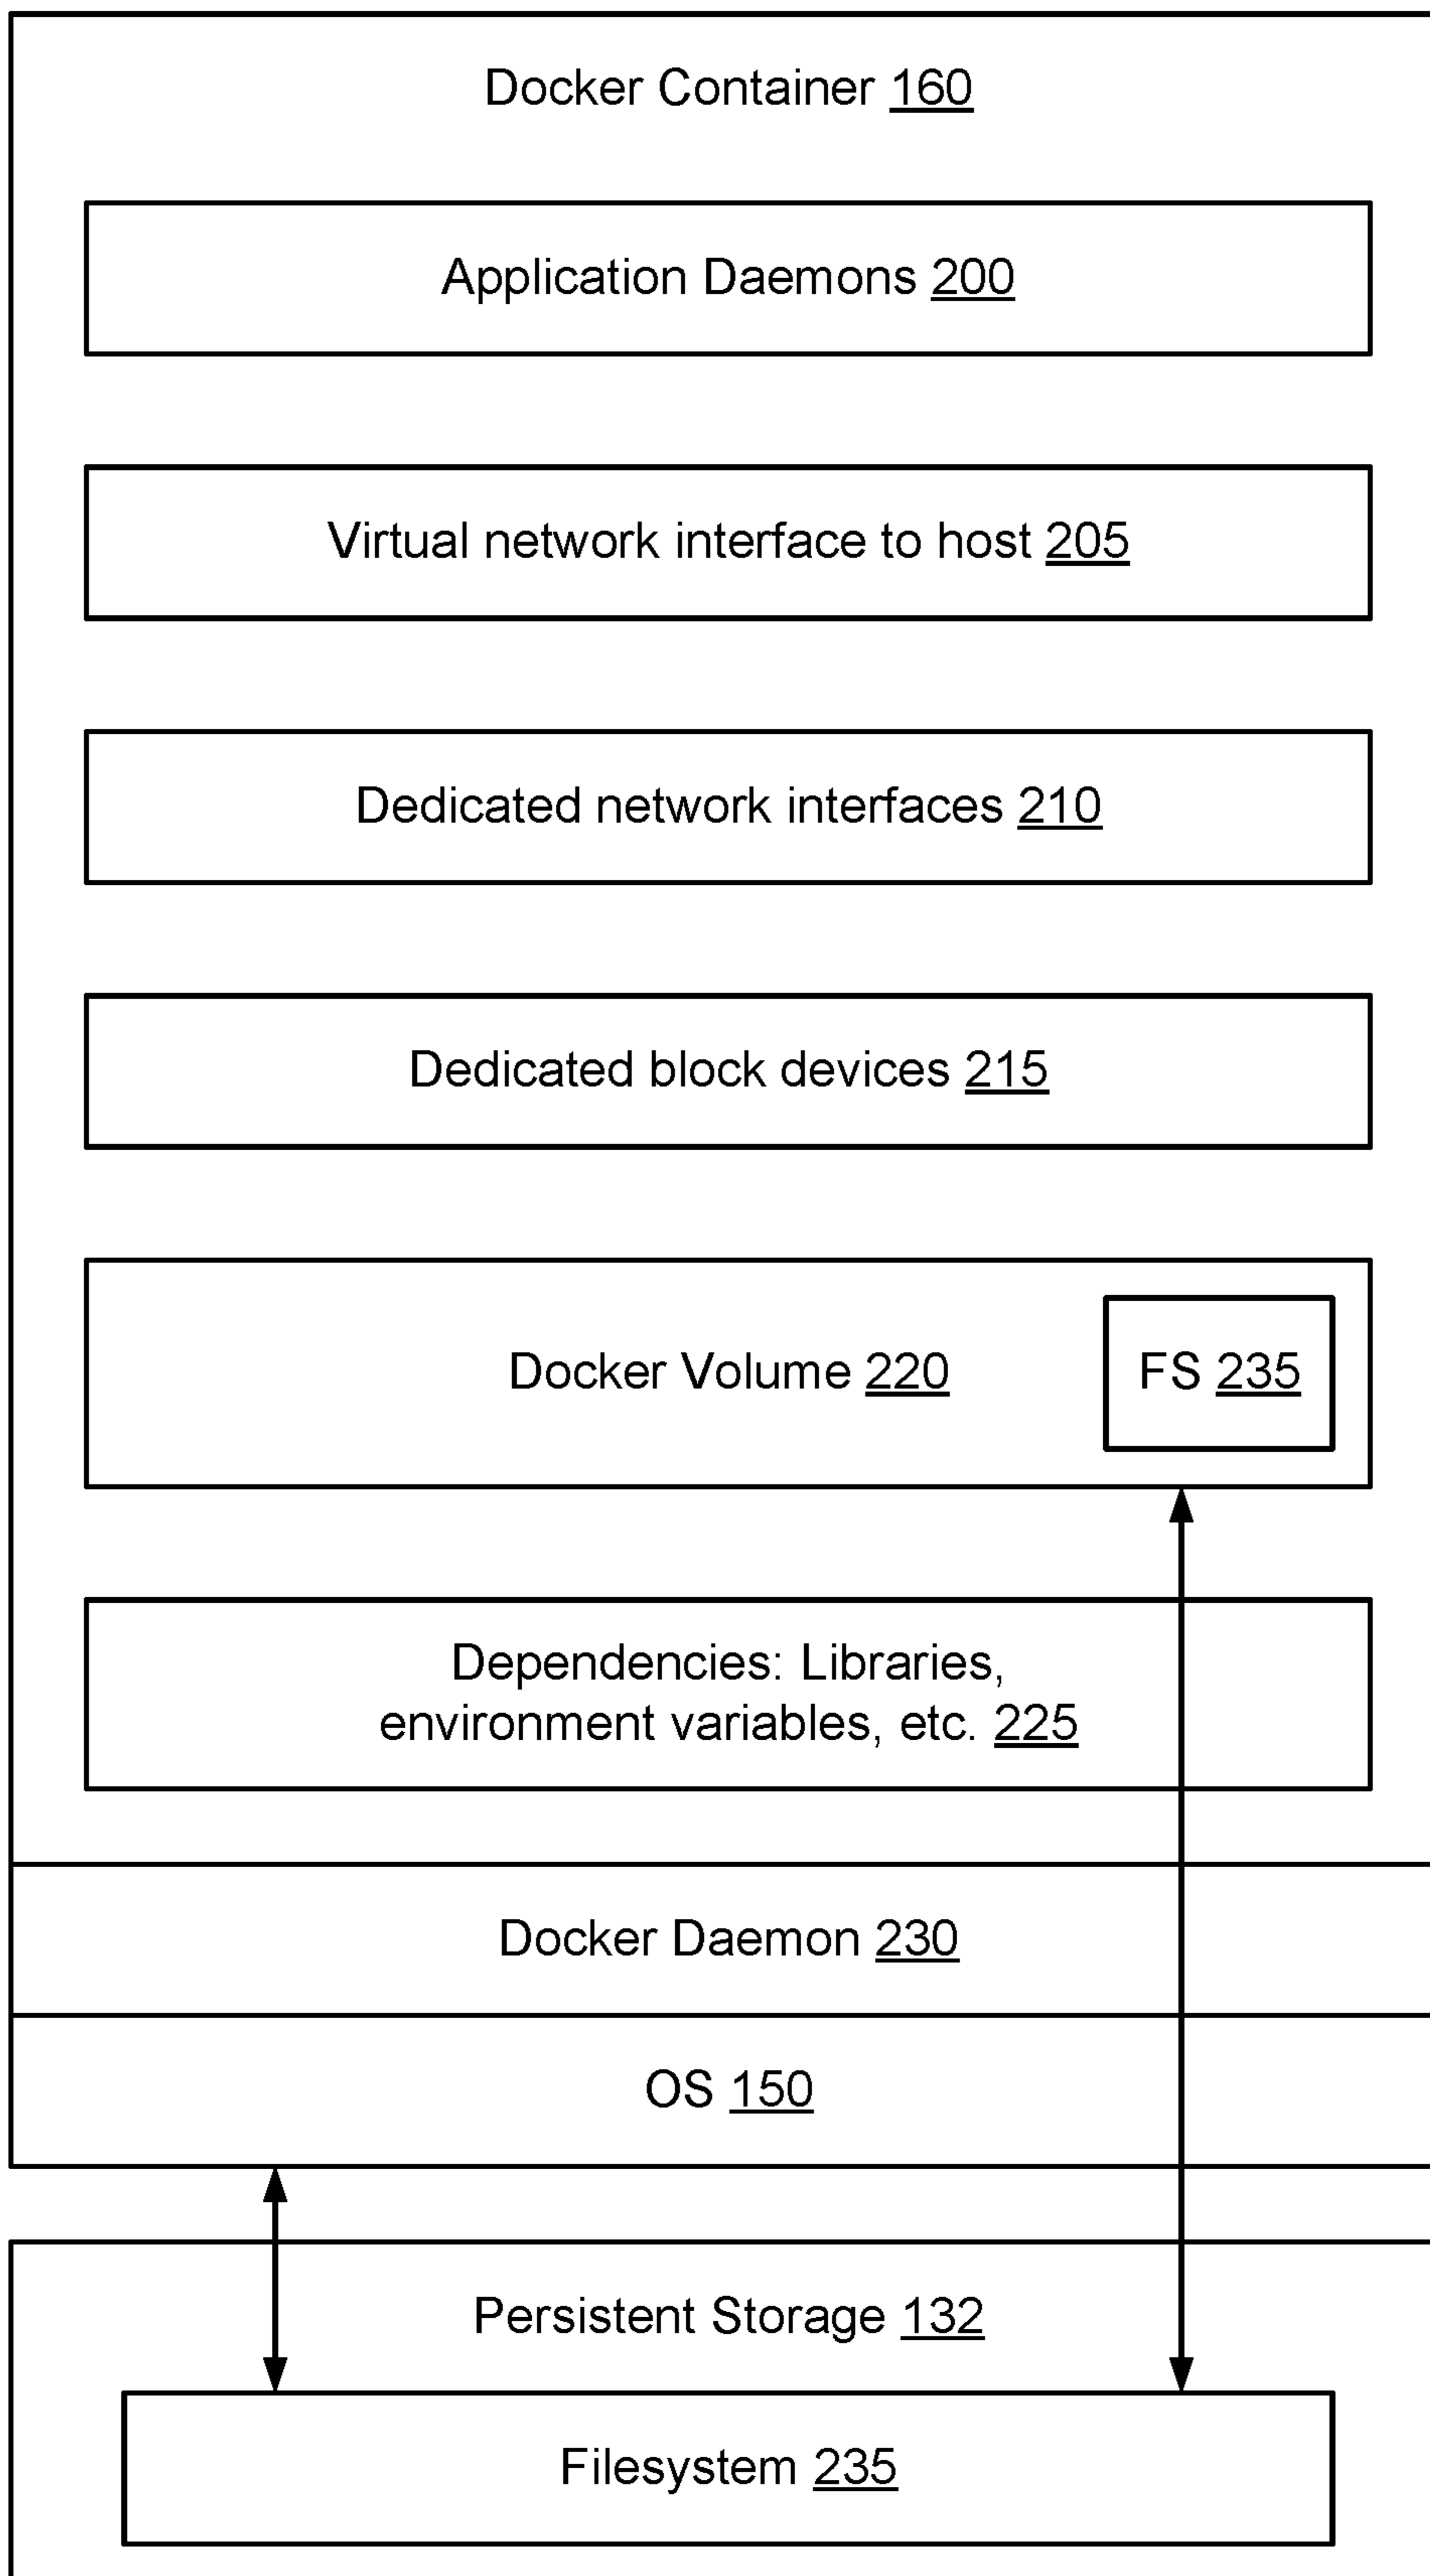 Docker Container 160
Application Daemons 200
Virtual network interface to host 205
Dedicated network interfaces 210
Dedicated block devices 215
Docker Volume 220
FS 235
Dependencies: Libraries,
environment variables, etc. 225
Docker Daemon 230
OS 150
Persistent Storage 132
Filesystem 235